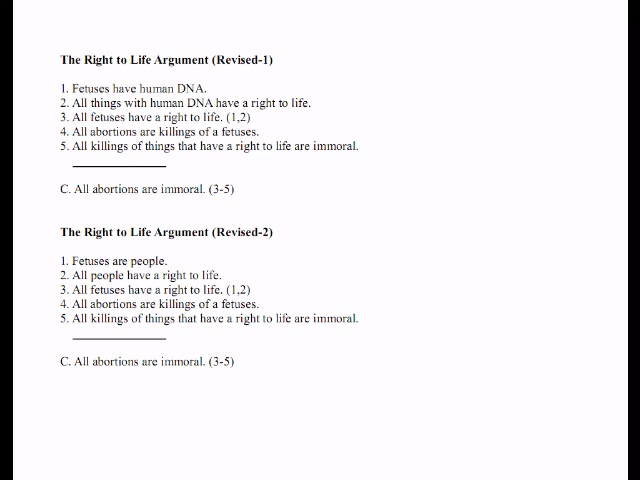 The Right to Life Argument (Revised-1)
1. Fetuses have human DNA.
2. All things with human DNA have a right to life.
3. All fetuses have a right to life. (1,2)
4. All abortions are killings of a fetuses.
5. All killings of things that have a right to life are immoral.
C. All abortions are immoral. (3-5)
The Right to Life Argument (Revised-2)
1. Fetuses are people.
2. All people have a right to life.
3. All fetuses have a right to life. (1,2)
4. All abortions are killings of a fetuses.
5. All killings of things that have a right to life are immoral.
C. All abortions are immoral. (3-5)